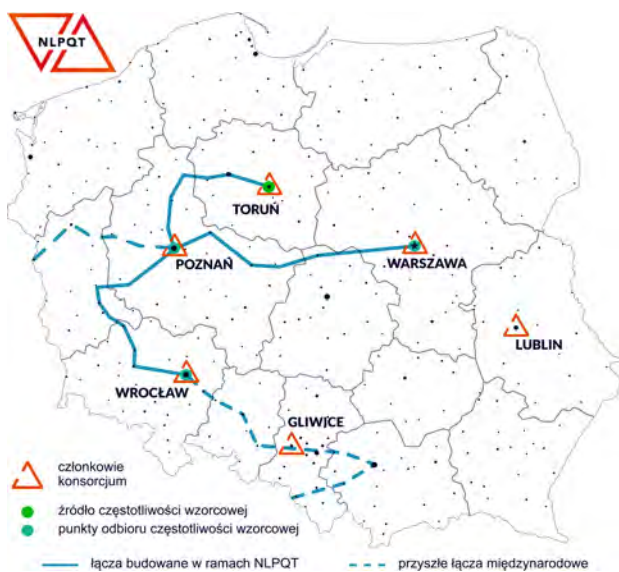 NLPQT
TORUŃ
POZNAŃ
WARSZAWA
LUBLIN
WROCŁAW
GLIWICE
członkowie
konsorcjum
źródło częstotliwości wzorcowej
punkty odbioru częstotliwości wzorcowej
łącza budowane w ramach NLPQT
przyszłe łącza międzynarodowe